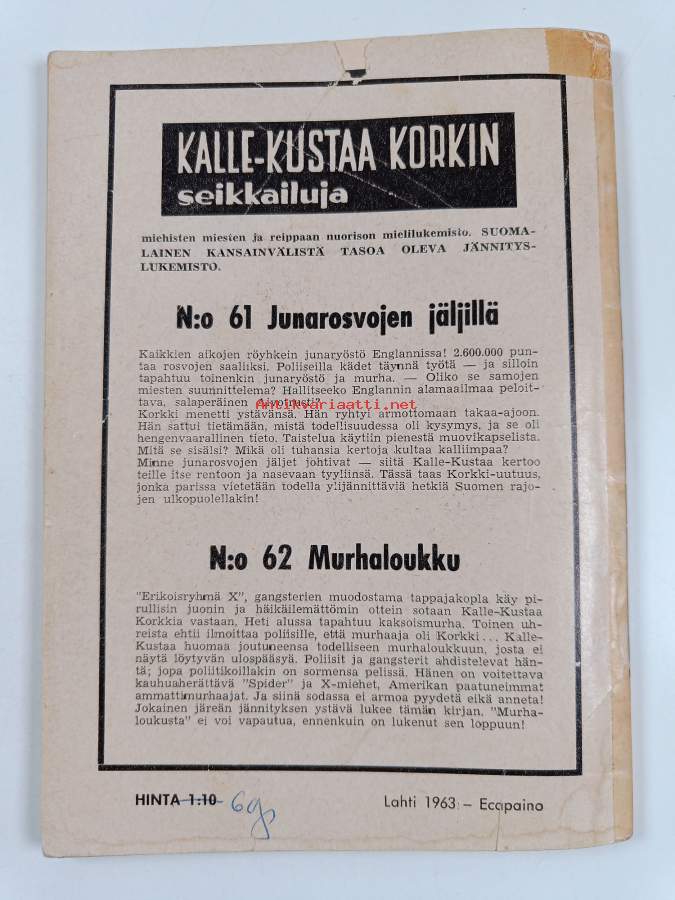 KALLE-KUSTAA KORKIN
seikkailuja
miehisten miesten ja reippaan nuorison mielilukemisto. SUOMA-
LAINEN KANSAINVÄLISTÄ TASOA OLEVA JÄNNITYS-
LUKEMISTO.
N:o 61 Junarosvojen jäljillä
Kaikkien aikojen röyhkein junaryöstö Englannissa! 2.600.000 pun-
taa rosvojen saaliiksi. Poliiseilla kädet täynnä työtä — ja silloin
tapahtuu toinenkin junaryöstö ja murha. — Oliko se samojen
miesten suunnittelema? Hallitseeko Englannin alamaailmaa peloit-
tava, salaperäinen
Antikvariaatti.net
Korkki menetti ystävänsä. Hän ryhtyi armottomaan takaa-ajoon.
Hän sattui tietämään, mistä todellisuudessa oli kysymys, ja se oli
hengenvaarallinen tieto. Taistelua käytiin pienestä muovikapselista.
Mitä se sisälsi? Mikä oli tuhansia kertoja kultaa kalliimpaa?
Minne junarosvojen jäljet johtivat — siitä Kalle-Kustaa kertoo
teille itse rentoon ja nasevaan tyyliinsä. Tässä taas Korkki-uutuus,
jonka parissa vietetään todella ylijännittäviä hetkiä Suomen rajo-
jen ulkopuolellakin!
N:o 62 Murhaloukku
"Erikoisryhmä X", gangsterien muodostama tappajakopla käy pi-
rullisin juonin ja häikäilemättömin ottein sotaan Kalle-Kustaa
Korkkia vastaan. Heti alussa tapahtuu kaksoismurha. Toinen uh-
reista ehtii ilmoittaa poliisille, että murhaaja oli Korkki... Kalle-
Kustaa huomaa joutuneensa todelliseen murhaloukkuun, josta ei
näytä löytyvän ulospääsyä. Poliisit ja gangsterit ahdistelevat hän-
tä; jopa politikoillakin on sormensa pelissä. Hänen on voitettava
kauhuaherättävä "Spider" ja X-miehet, Amerikan paatuneimmat
ammattimurhaajat. Ja siinä sodassa ei armoa pyydetä eikä anneta!
Jokainen järeän jännityksen ystävä lukee tämän kirjan. "Murha-
loukusta" ei voi vapautua, ennenkuin on lukenut sen loppuun!
HINTA 1:10
Lahti 1963 – Ecapaino